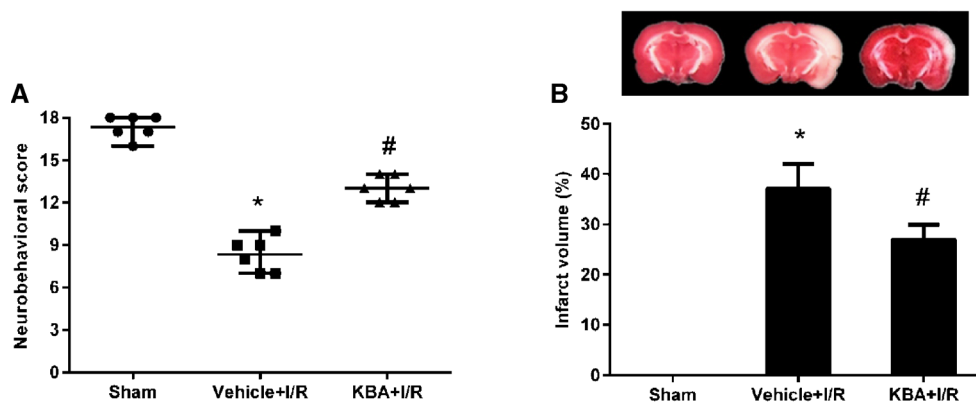 A
Neurobehavioral score
18
15
12
9
6
3
0
*
#
Sham
Vehicle+I/R
KBA+I/R
B
Infarct volume (%)
50
40
30
20
10
0
*
#
Sham
Vehicle+I/R
KBA+I/R